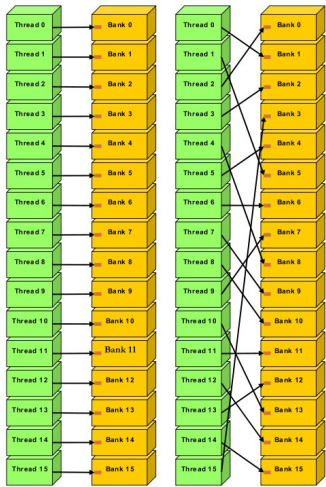 Thread 0 Bank 0 Thread 0 Bank 0
Thread 1 Bank 1 Thread 1 Bank 1
Thread 2 Bank 2 Thread 2 Bank 2
Thread 3 Bank 3 Thread 3 Bank 3
Thread 4 Bank 4 Thread 4 Bank 4
Thread 5 Bank 5 Thread 5 Bank 5
Thread 6 Bank 6 Thread 6 Bank 6
Thread 7 Bank 7 Thread 7 Bank 7
Thread 8 Bank 8 Thread 8 Bank 8
Thread 9 Bank 9 Thread 9 Bank 9
Thread 10 Bank 10 Thread 10 Bank 10
Thread 11 Bank 11 Thread 11 Bank 11
Thread 12 Bank 12 Thread 12 Bank 12
Thread 13 Bank 13 Thread 13 Bank 13
Thread 14 Bank 14 Thread 14 Bank 14
Thread 15 Bank 15 Thread 15 Bank 15